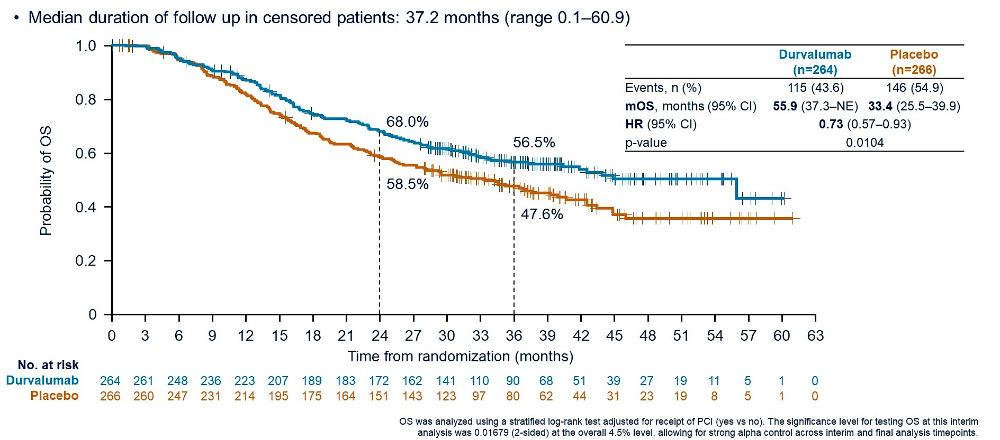 • Median duration of follow up in censored patients: 37.2 months (range 0.1–60.9)
Durvalumab Placebo
(n=264) (n=266)
Events, n (%) 115 (43.6) 146 (54.9)
mOS, months (95% CI) 55.9 (37.3–NE) 33.4 (25.5–39.9)
HR (95% CI) 0.73 (0.57–0.93)
p-value 0.0104
Probability of OS
1.0
0.8
0.6
0.4
0.2
0
68.0%
58.5%
56.5%
47.6%
0 3 6 9 12 15 18 21 24 27 30 33 36 39 42 45 48 51 54 57 60 63
Time from randomization (months)
No. at risk
Durvalumab 264 261 248 236 223 207 189 183 172 162 141 110 90 68 51 39 27 19 11 5 1 0
Placebo 266 260 247 231 214 195 175 164 151 143 123 97 80 62 44 31 23 19 8 5 1 0
OS was analyzed using a stratified log-rank test adjusted for receipt of PCI (yes vs no). The significance level for testing OS at this interim
analysis was 0.01679 (2-sided) at the overall 4.5% level, allowing for strong alpha control across interim and final analysis timepoints.